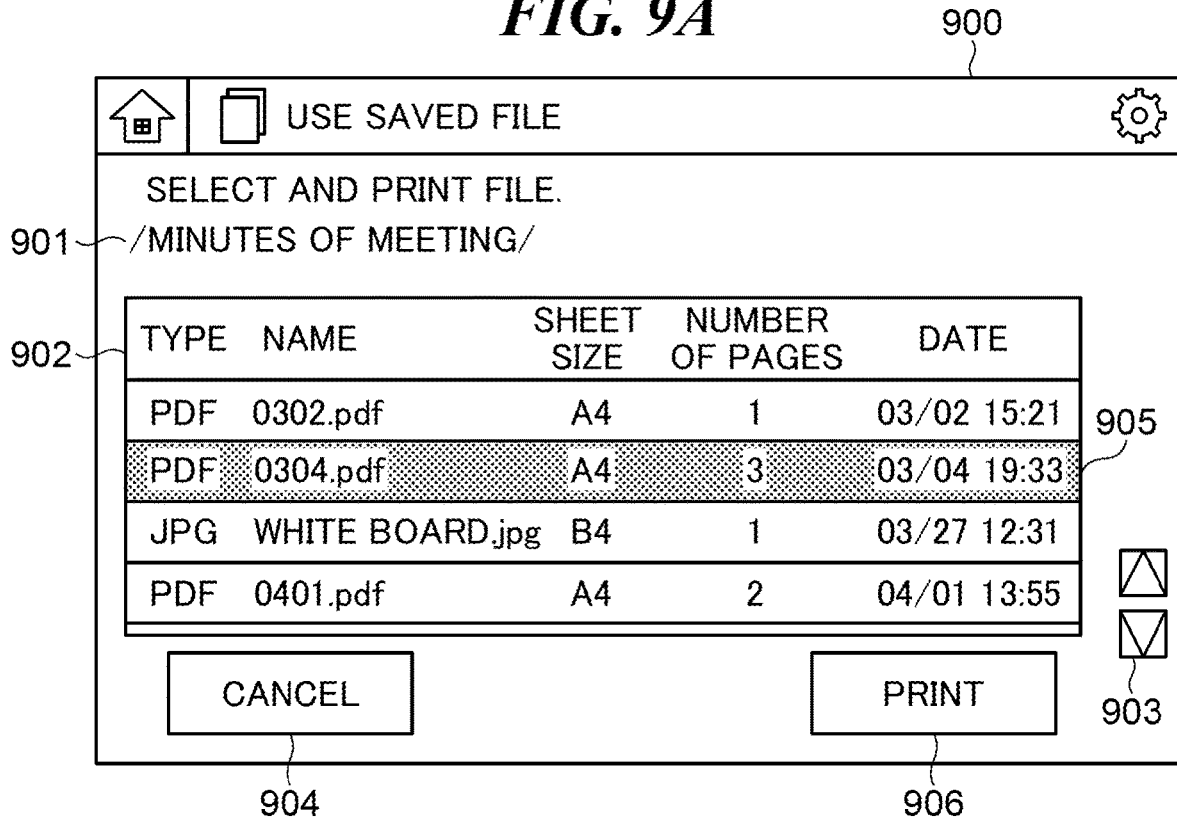 FIG. 9A
900
USE SAVED FILE
SELECT AND PRINT FILE.
901
/MINUTES OF MEETING/
902
TYPE NAME SHEET SIZE NUMBER OF PAGES DATE
PDF 0302.pdf A4 1 03/02 15:21
905
PDF 0304.pdf A4 3 03/04 19:33
JPG WHITE BOARD.jpg B4 1 03/27 12:31
PDF 0401.pdf A4 2 04/01 13:55
CANCEL PRINT
903
904 906